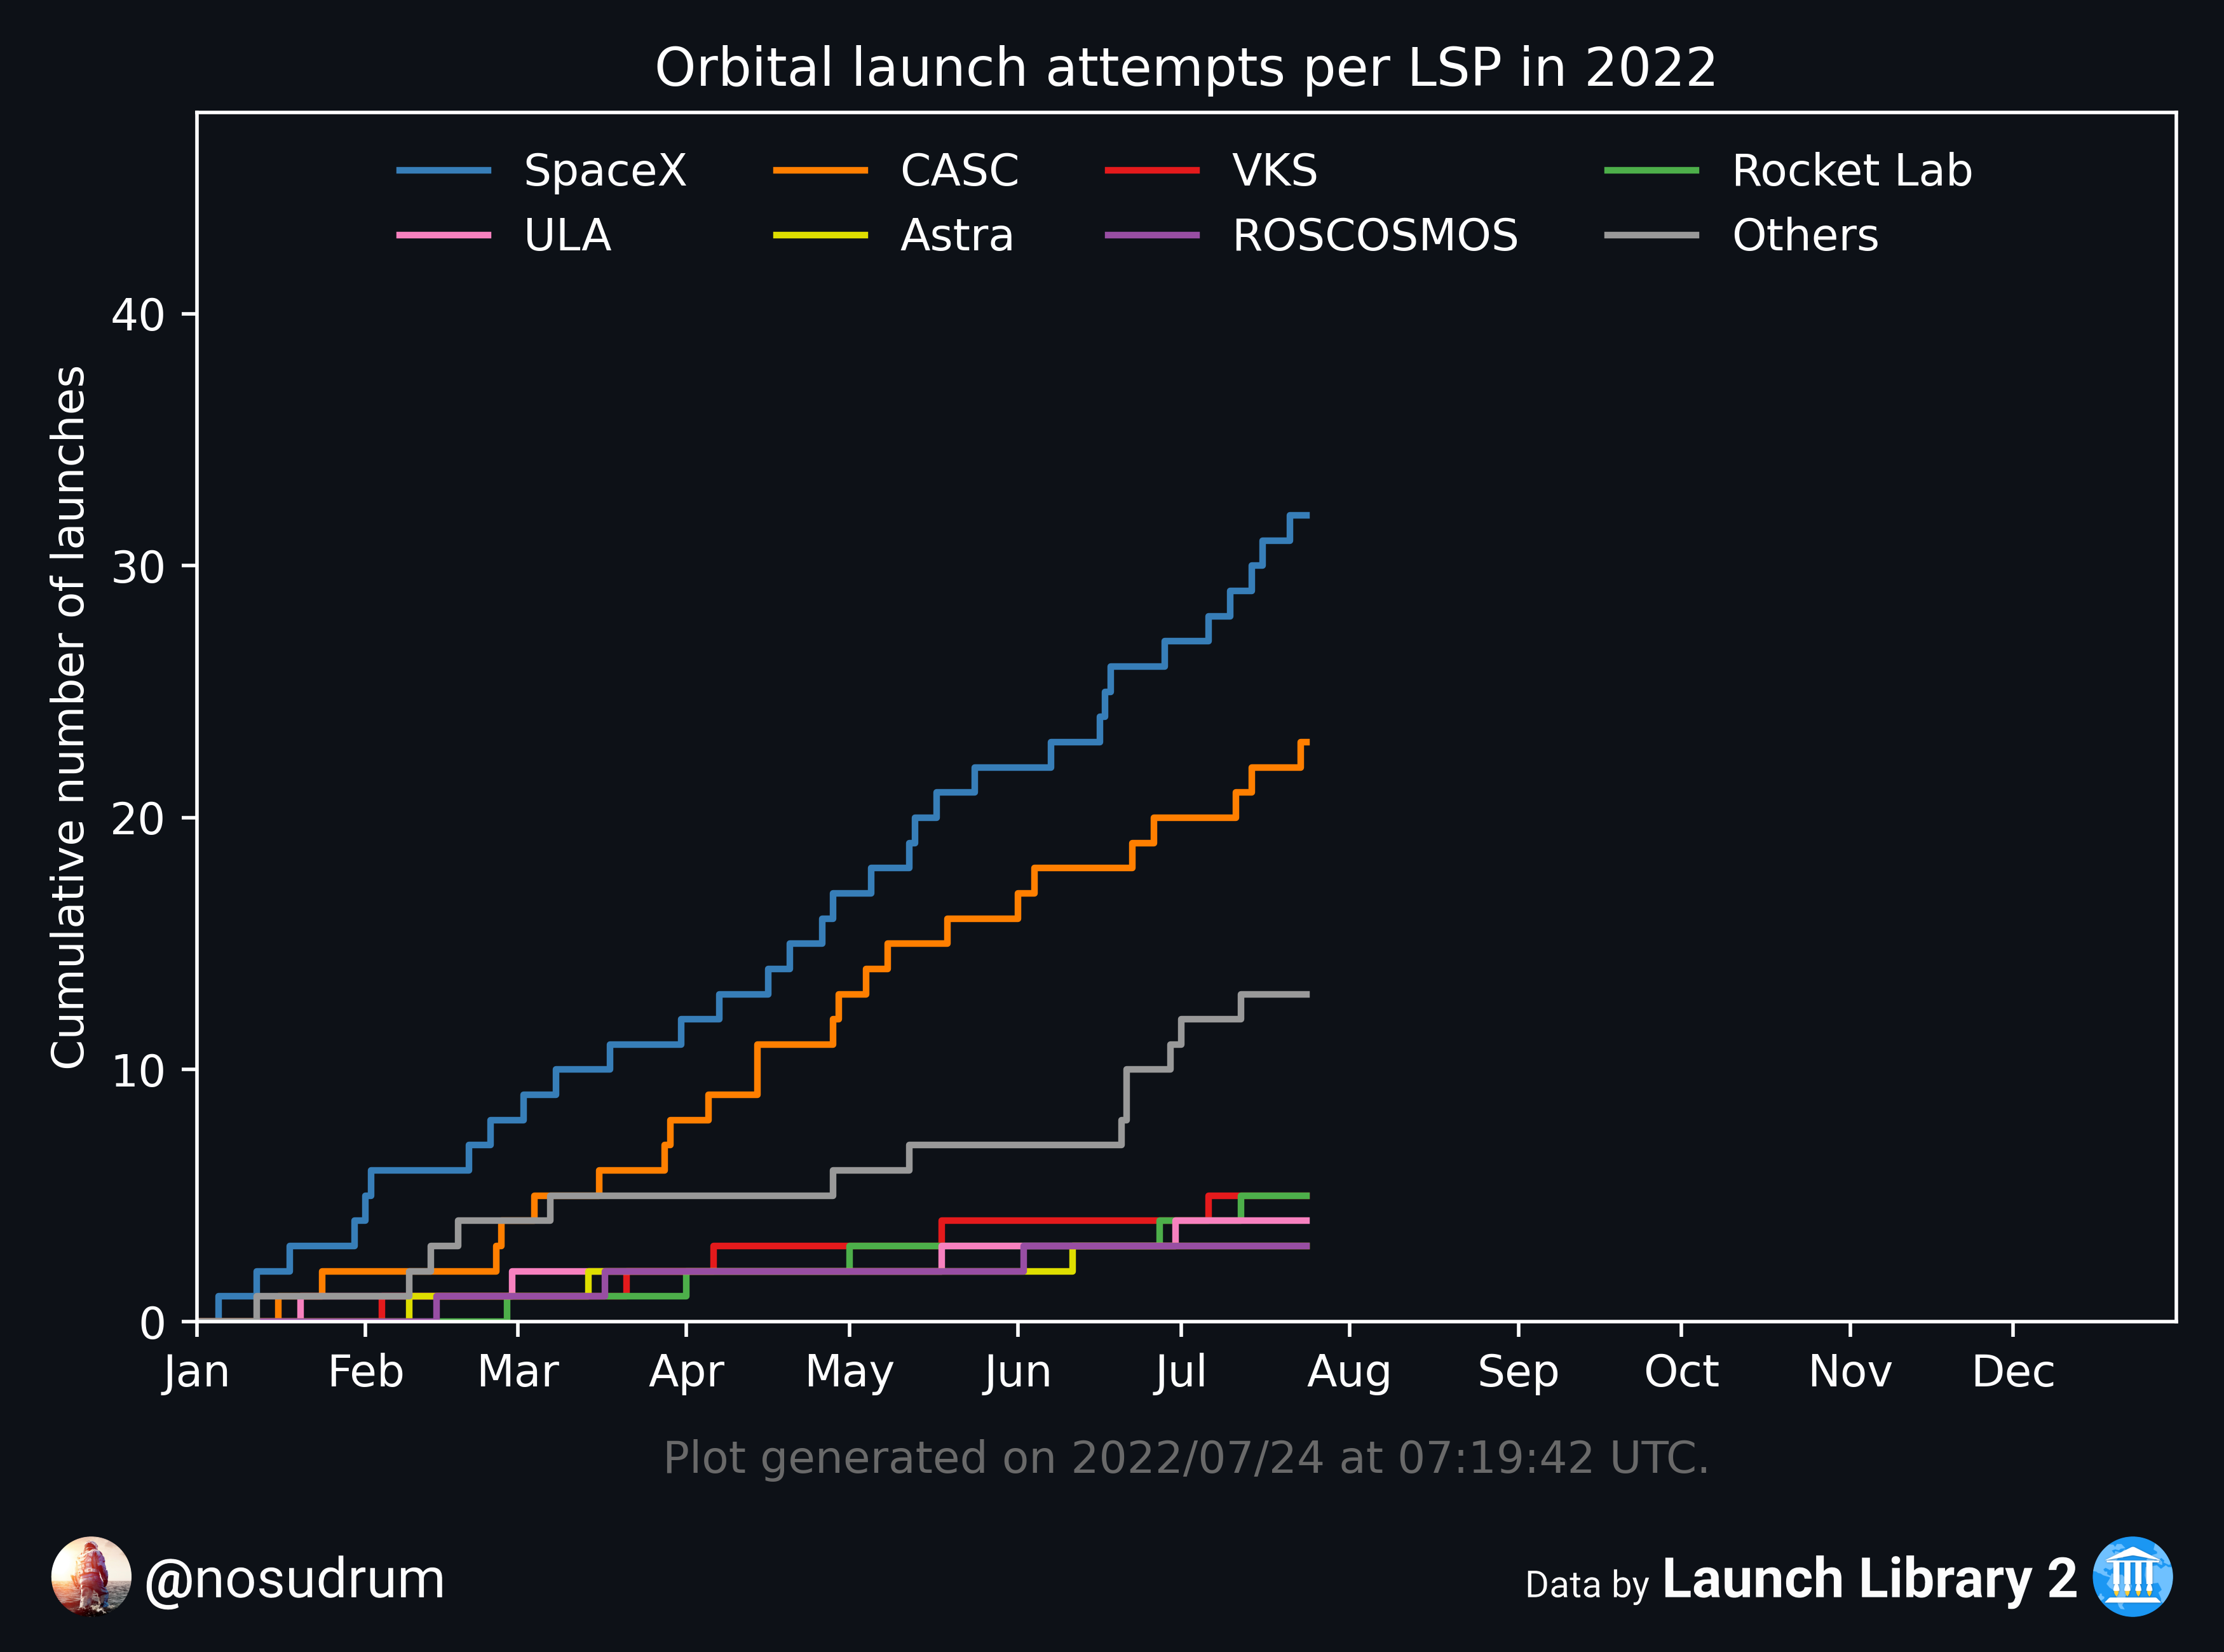 Orbital launch attempts per LSP in 2022
SpaceX CASC VKS Rocket Lab
ULA Astra ROSCOSMOS Others
Cumulative number of launches
40
30
20
10
0
Jan Feb Mar Apr May Jun Jul Aug Sep Oct Nov Dec
Plot generated on 2022/07/24 at 07:19:42 UTC.
@nosudrum
Data by Launch Library 2